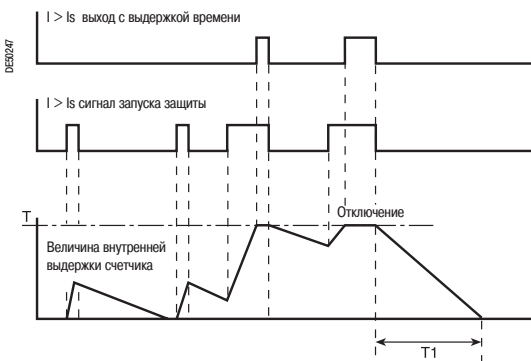 I > Is выход с выдержкой времени
DE50247
I > Is сигнал запуска защиты
T
Отключение
Величина внутренней
выдержки счетчика
T1